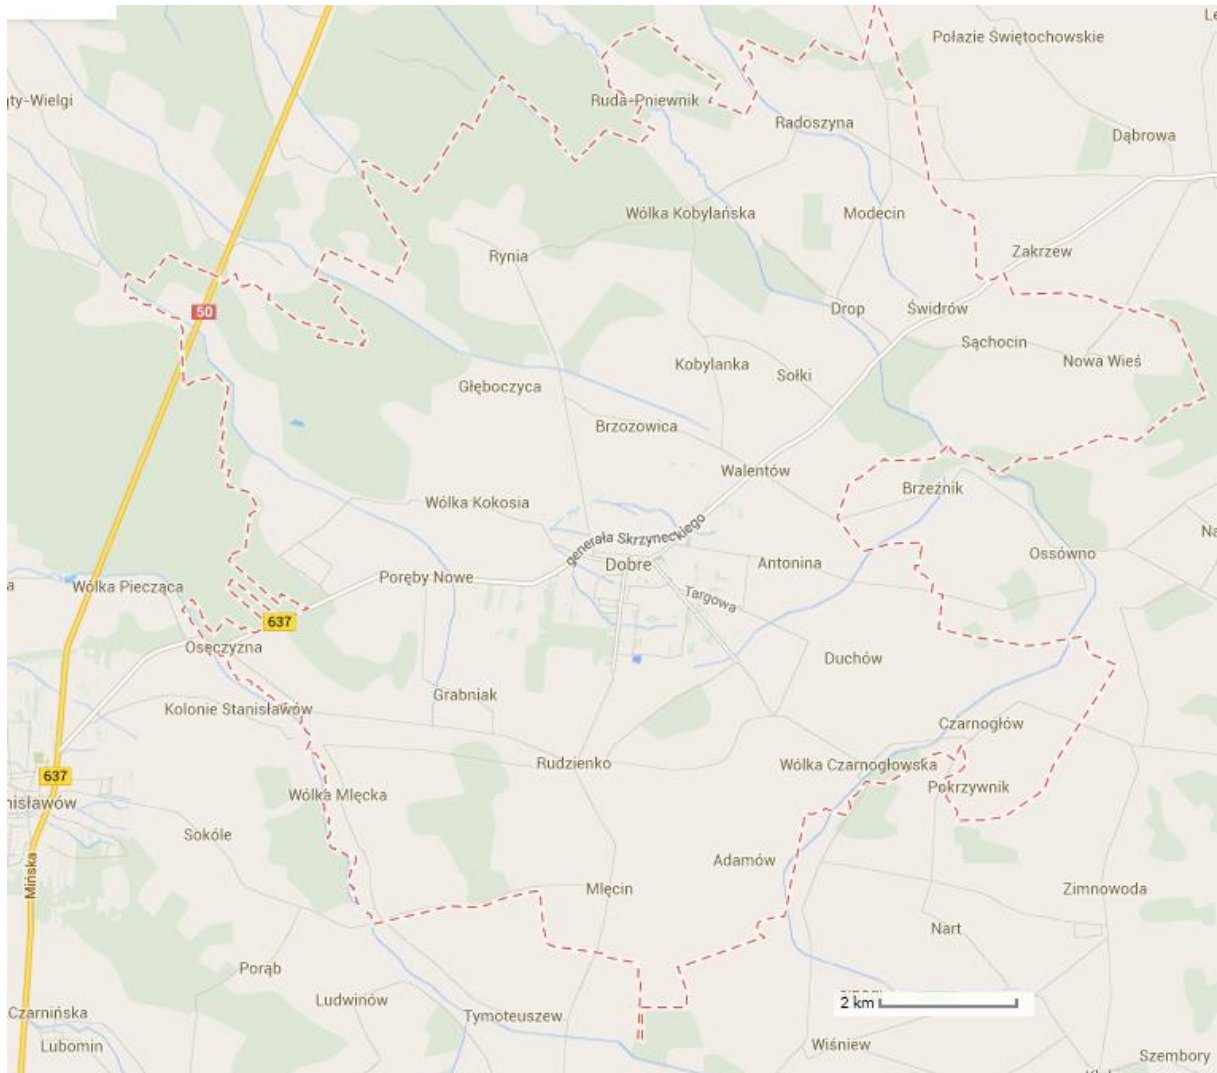 Połazie Świętochowskie
Ruda-Pniewnik
Radoszyna
Dąbrowa
Wólka Kobylańska
Modecin
Rynia
Zakrzew
50
Drop
Świdrów
Sąchocin
Nowa Wieś
Kobylanka
Sołki
Głęboczyca
Brzozowica
Walentów
Brzeźnik
Wólka Kokosia
generała Skrzyneckiego
Ossówno
Dobre
Antonina
Poręby Nowe
Wólka Piecząca
Targowa
637
Osęczyzna
Duchów
Grabniak
Kolonie Stanisławów
Czarnogłów
Rudzienko
Wólka Czarnogłowska
637
Pokrzywnik
Wólka Mlęcka
nisławów
Sokóle
Adamów
Mińska
Mlęcin
Zimnowoda
Nart
Porąb
Ludwinów
2 km
Czarnińska
Tymoteuszew
Lubomin
Wiśniew
Szembory